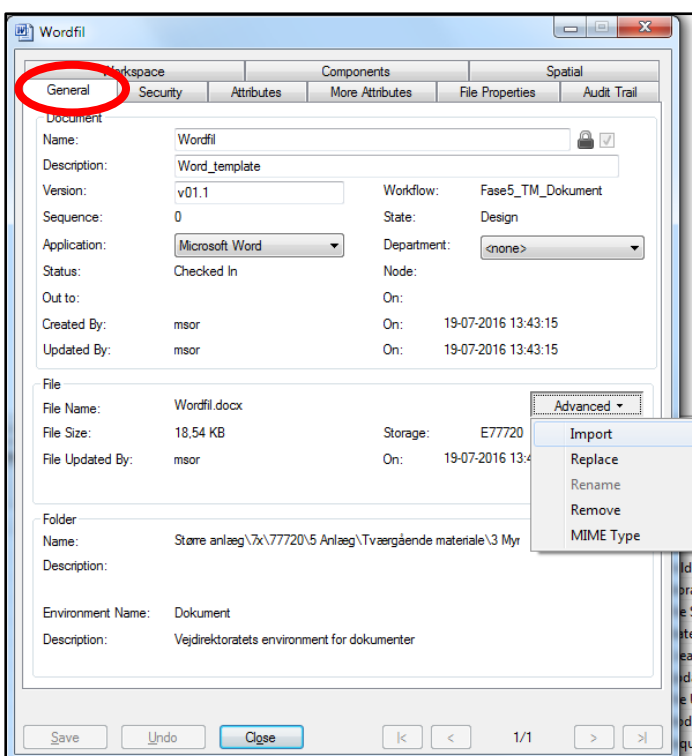 Wordfil
Workspace Components Spatial
General Security Attributes More Attributes File Properties Audit Trail
Document
Name: Wordfil
Description: Word_template
Version: v01.1 Workflow: Fase5_TM_Dokument
Sequence: 0 State: Design
Application: Microsoft Word Department: <none>
Status: Checked In Node:
Out to: On:
Created By: msor On: 19-07-2016 13:43:15
Updated By: msor On: 19-07-2016 13:43:15
File
File Name: Wordfil.docx Advanced
File Size: 18,54 KB Storage: E77720 Import
File Updated By: msor On: 19-07-2016 13:4 Replace
Rename
Remove
MIME Type
Folder
Name: Større anlæg\7x\77720\5 Anlæg\Tværgående materiale\3 Myr
Description:
Environment Name: Dokument
Description: Vejdirektoratets environment for dokumenter
Save Undo Close |< < 1/1 > >|